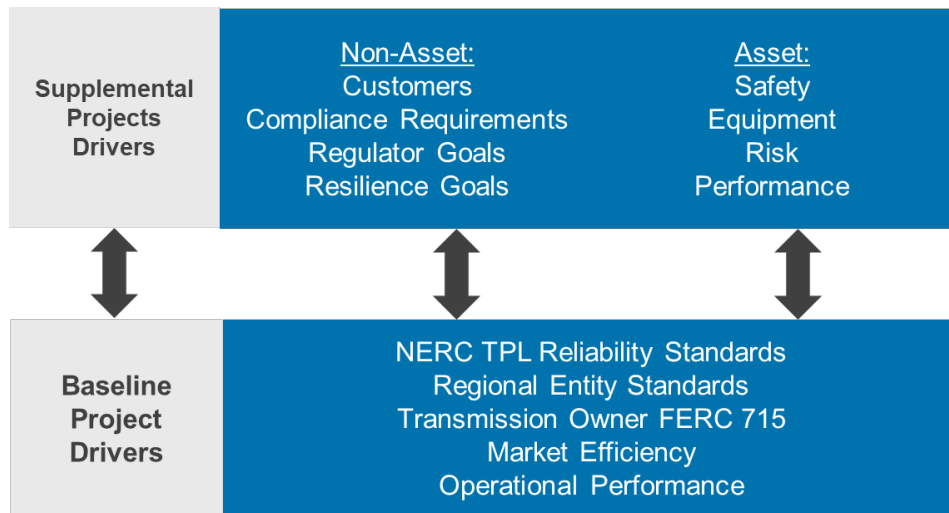 Supplemental
Projects
Drivers
Non-Asset:
Customers
Compliance Requirements
Regulator Goals
Resilience Goals
Asset:
Safety
Equipment
Risk
Performance
Baseline
Project
Drivers
NERC TPL Reliability Standards
Regional Entity Standards
Transmission Owner FERC 715
Market Efficiency
Operational Performance